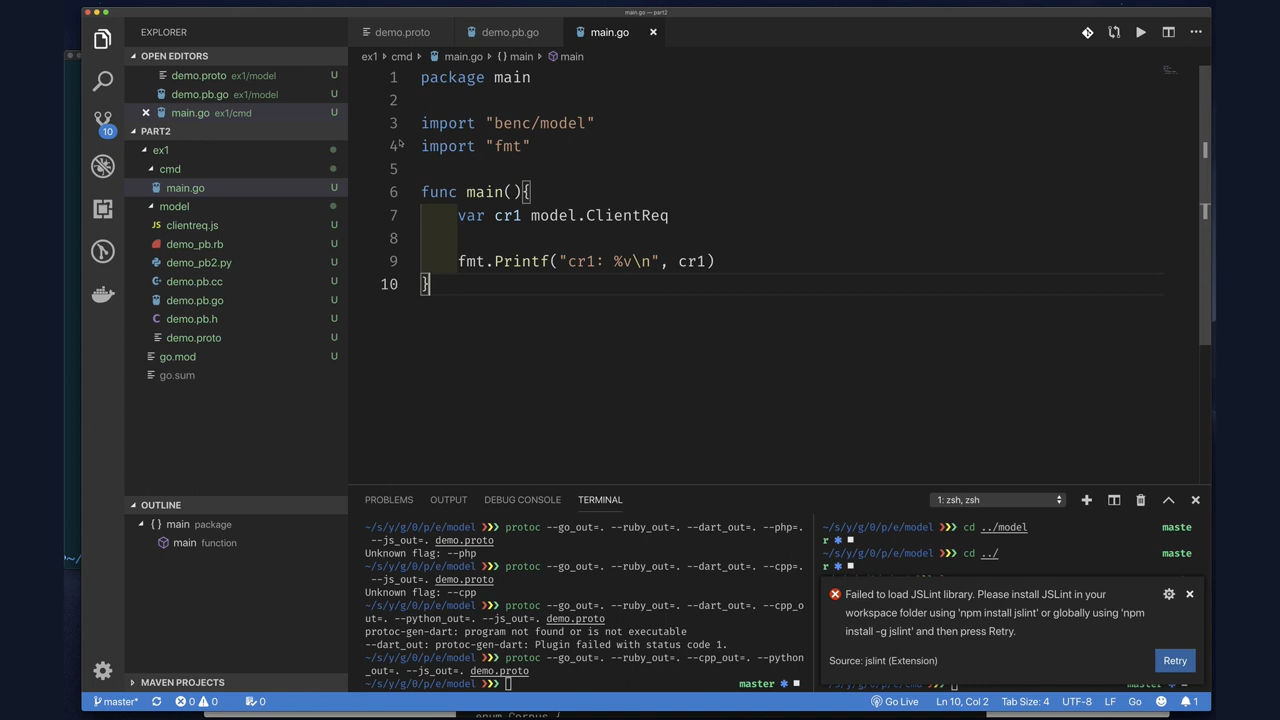 main.go — part2
EXPLORER
OPEN EDITORS
demo.proto ex1/model U
demo.pb.go ex1/model U
main.go ex1/cmd U
PART2
ex1
cmd
main.go U
model
clientreq.js U
demo_pb.rb U
demo_pb2.py U
demo.pb.cc U
demo.pb.go U
demo.pb.h U
demo.proto U
go.mod U
go.sum
OUTLINE
{ } main package
main function
MAVEN PROJECTS
10
demo.proto
demo.pb.go
main.go
ex1 › cmd › main.go › { } main › main
1 package main
2
3 import "benc/model"
4 import "fmt"
5
6 func main(){
7 var cr1 model.ClientReq
8
9 fmt.Printf("cr1: %v\n", cr1)
10 }
PROBLEMS OUTPUT DEBUG CONSOLE TERMINAL
1: zsh, zsh
~/s/y/g/0/p/e/model ❯❯❯ protoc --go_out=. --ruby_out=. --dart_out=. --php=.
--js_out=. demo.proto
Unknown flag: --php
~/s/y/g/0/p/e/model ❯❯❯ protoc --go_out=. --ruby_out=. --dart_out=. --cpp=.
--js_out=. demo.proto
Unknown flag: --cpp
~/s/y/g/0/p/e/model ❯❯❯ protoc --go_out=. --ruby_out=. --dart_out=. --cpp_o
ut=. --python_out=. --js_out=. demo.proto
protoc-gen-dart: program not found or is not executable
--dart_out: protoc-gen-dart: Plugin failed with status code 1.
~/s/y/g/0/p/e/model ❯❯❯ protoc --go_out=. --ruby_out=. --cpp_out=. --python
_out=. --js_out=. demo.proto
~/s/y/g/0/p/e/model ❯❯❯ master
~/s/y/g/0/p/e/model ❯❯❯ cd ../model maste
r
~/s/y/g/0/p/e/model ❯❯❯ cd ../ maste
r
Failed to load JSLint library. Please install JSLint in your
workspace folder using 'npm install jslint' or globally using 'npm
install -g jslint' and then press Retry.
Source: jslint (Extension)
Retry
master* 0 0 0
Go Live Ln 10, Col 2 Tab Size: 4 UTF-8 LF Go 1